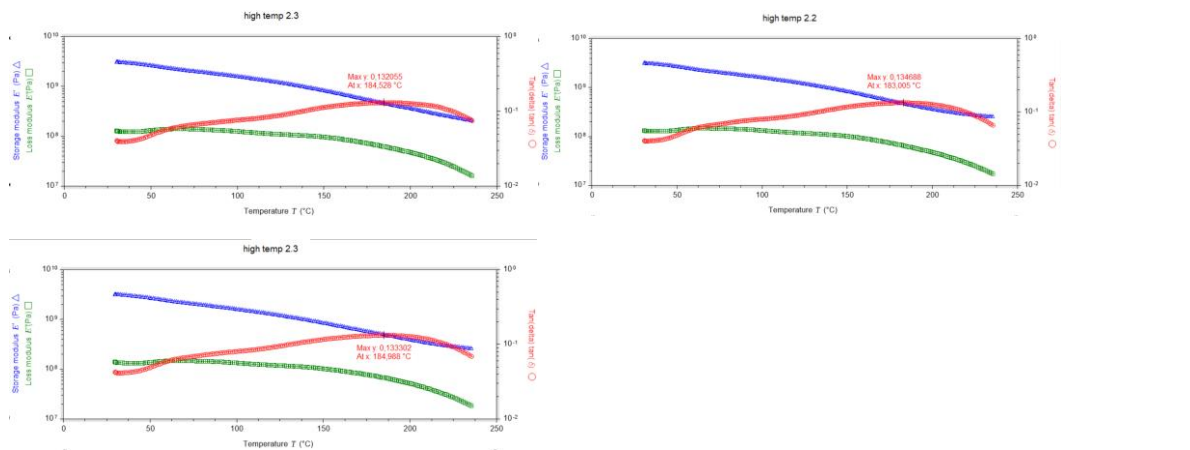 high temp 2.3
10¹⁰
10⁹
10⁸
10⁷
10⁰
10⁻¹
10⁻²
Storage modulus E' (Pa) △
Loss modulus E''(Pa) □
Tan(delta) tan(δ) ○
Max y: 0,132055
At x: 184,528 °C
0 50 100 150 200 250
Temperature T (°C)
high temp 2.2
10¹⁰
10⁹
10⁸
10⁷
10⁰
10⁻¹
10⁻²
Storage modulus E' (Pa) △
Loss modulus E''(Pa) □
Tan(delta) tan(δ) ○
Max y: 0,134688
At x: 183,005 °C
0 50 100 150 200 250
Temperature T (°C)
high temp 2.3
10¹⁰
10⁹
10⁸
10⁷
10⁰
10⁻¹
10⁻²
Storage modulus E' (Pa) △
Loss modulus E''(Pa) □
Tan(delta) tan(δ) ○
Max y: 0,133302
At x: 184,988 °C
0 50 100 150 200 250
Temperature T (°C)